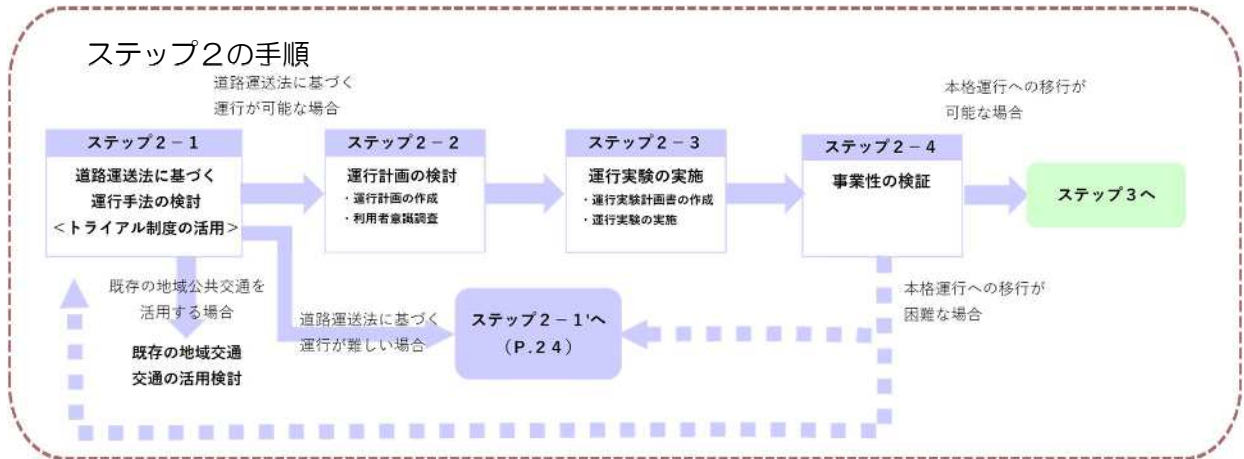 ステップ２の手順
道路運送法に基づく
運行が可能な場合
本格運行への移行が
可能な場合
ステップ２－１
道路運送法に基づく
運行手法の検討
＜トライアル制度の活用＞
ステップ２－２
運行計画の検討
・運行計画の作成
・利用者意識調査
ステップ２－３
運行実験の実施
・運行実験計画書の作成
・運行実験の実施
ステップ２－４
事業性の検証
ステップ３へ
既存の地域公共交通を
活用する場合
既存の地域交通
交通の活用検討
道路運送法に基づく
運行が難しい場合
ステップ２－１'へ
（P.２４）
本格運行への移行が
困難な場合